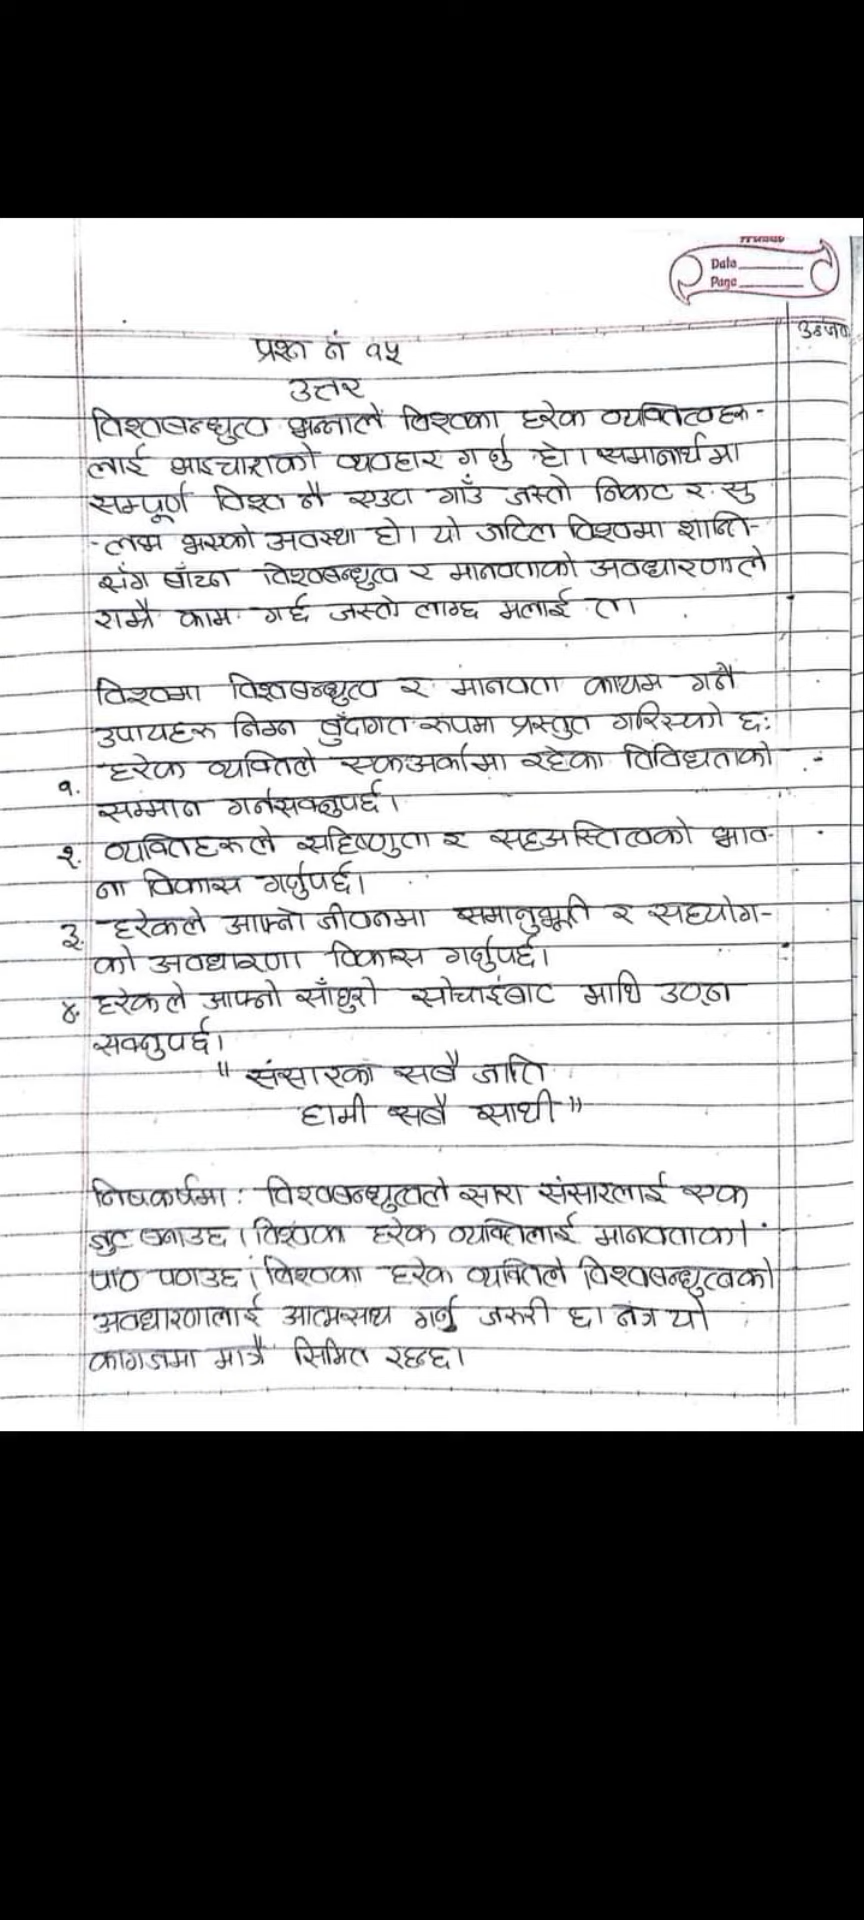 Date
Page
प्रश्न नं १५
उत्तर
विश्वबन्धुत्व भन्नाले विश्वका हरेक व्यक्तित्वहरु-
लाई भाइचाराको व्यवहार गर्नु हो। समानार्थमा
सम्पूर्ण विश्व नै एउटा गाउँ जस्तो निकट र सु
-लभ भएको अवस्था हो। यो जटिल विश्वमा शान्ति-
संग बाँच्न विश्वबन्धुत्व र मानवताको अवधारणाले
राम्रै काम गर्छ जस्तो लाग्छ मलाई त।
विश्वमा विश्वबन्धुत्व र मानवता कायम गर्ने
उपायहरु निम्न बुँदागत रुपमा प्रस्तुत गरिएको छः
१. हरेक व्यक्तिले एकअर्कामा रहेका विविधताको
सम्मान गर्नसक्नुपर्छ।
२. व्यक्तिहरुले सहिष्णुता र सहअस्तित्वको भाव-
ना विकास गर्नुपर्छ।
३. हरेकले आफ्नो जीवनमा समानुभूति र सहयोग-
को अवधारणा विकास गर्नुपर्छ।
४. हरेकले आफ्नो साँघुरो सोचाइबाट माथि उठ्न
सक्नुपर्छ।
" संसारका सबै जाति
हामी सबै साथी "
निष्कर्षमा : विश्वबन्धुत्वले सारा संसारलाई एक
जुट बनाउछ। विश्वका हरेक व्यक्तिलाई मानवताको
पाठ पठाउछ। विश्वका हरेक व्यक्तिले विश्वबन्धुत्वको
अवधारणालाई आत्मसथ गर्नु जरुरी छ। नत्र यो
कागजमा मात्रै सिमित रहन्छ।